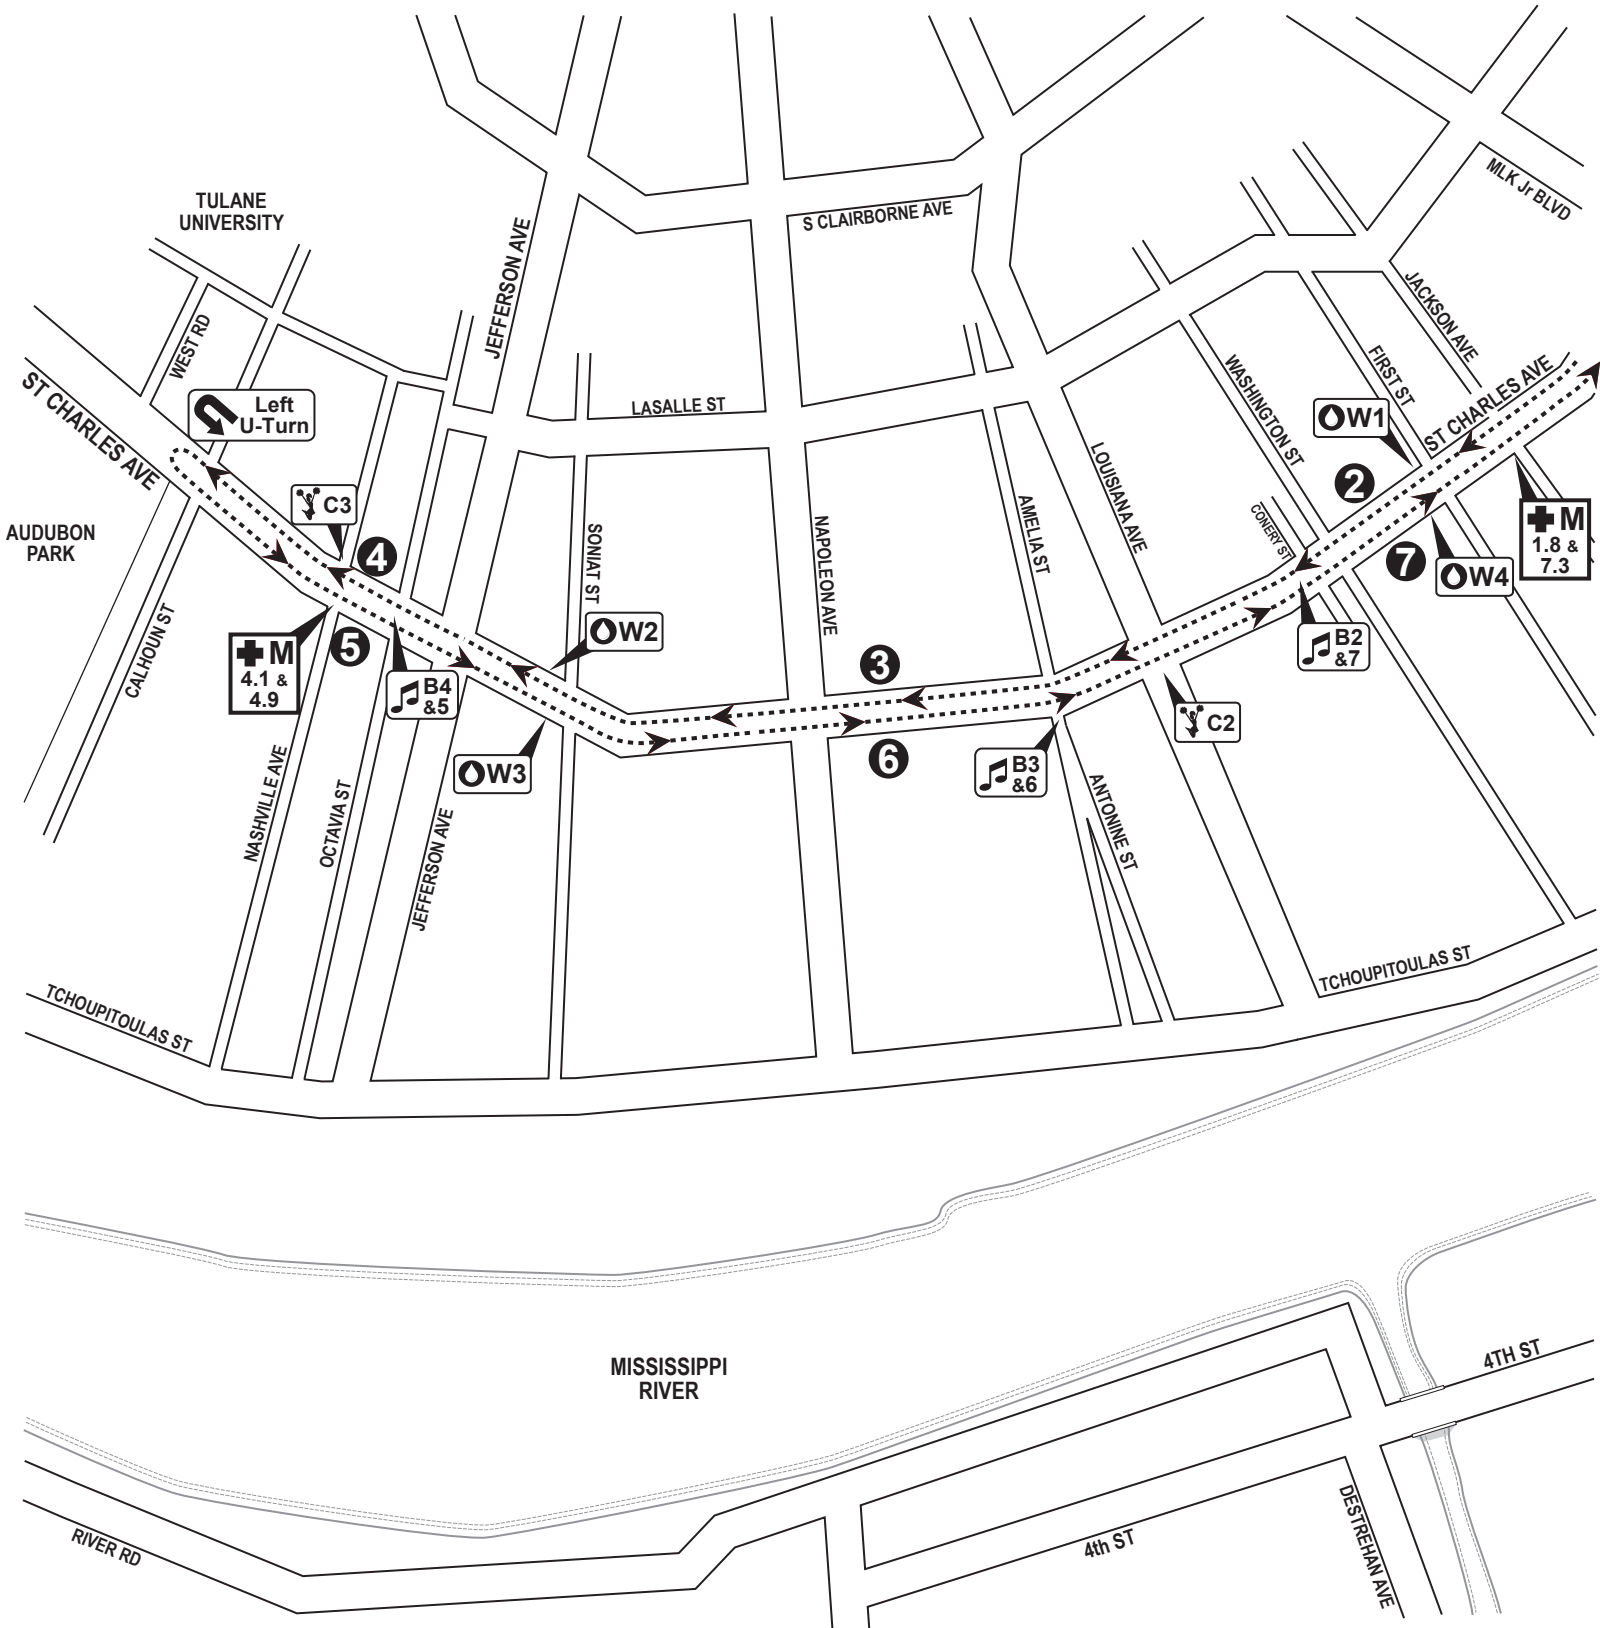 TULANE
UNIVERSITY
S CLAIRBORNE AVE
MLK Jr BLVD
JEFFERSON AVE
WEST RD
JACKSON AVE
FIRST ST
WASHINGTON ST
ST CHARLES AVE
ST CHARLES AVE
Left
U-Turn
LASALLE ST
W1
LOUISIANA AVE
2
C3
AMELIA ST
CONERY ST
M
1.8 &
7.3
AUDUBON
PARK
4
SONIAT ST
NAPOLEON AVE
7
W4
W2
CALHOUN ST
5
M
4.1 &
4.9
B4
&5
3
B2
&7
C2
W3
6
B3
&6
NASHVILLE AVE
OCTAVIA ST
JEFFERSON AVE
ANTONINE ST
TCHOUPITOULAS ST
TCHOUPITOULAS ST
MISSISSIPPI
RIVER
4TH ST
RIVER RD
4th ST
DESTREHAN AVE